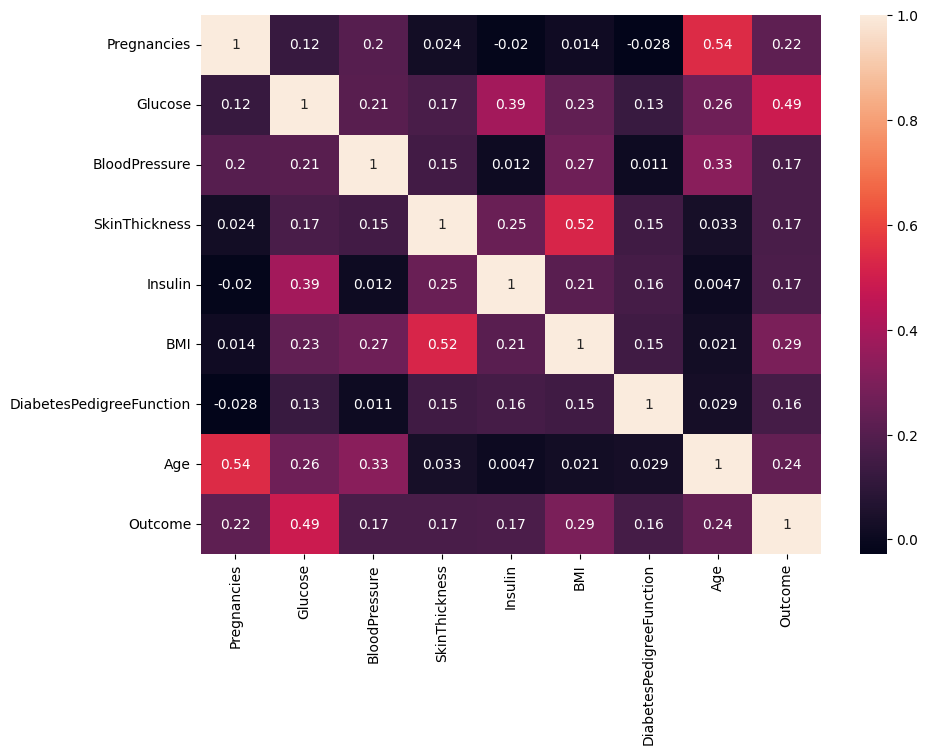 Pregnancies 1 0.12 0.2 0.024 -0.02 0.014 -0.028 0.54 0.22
Glucose 0.12 1 0.21 0.17 0.39 0.23 0.13 0.26 0.49
BloodPressure 0.2 0.21 1 0.15 0.012 0.27 0.011 0.33 0.17
SkinThickness 0.024 0.17 0.15 1 0.25 0.52 0.15 0.033 0.17
Insulin -0.02 0.39 0.012 0.25 1 0.21 0.16 0.0047 0.17
BMI 0.014 0.23 0.27 0.52 0.21 1 0.15 0.021 0.29
DiabetesPedigreeFunction -0.028 0.13 0.011 0.15 0.16 0.15 1 0.029 0.16
Age 0.54 0.26 0.33 0.033 0.0047 0.021 0.029 1 0.24
Outcome 0.22 0.49 0.17 0.17 0.17 0.29 0.16 0.24 1
Pregnancies
Glucose
BloodPressure
SkinThickness
Insulin
BMI
DiabetesPedigreeFunction
Age
Outcome
1.0
0.8
0.6
0.4
0.2
0.0